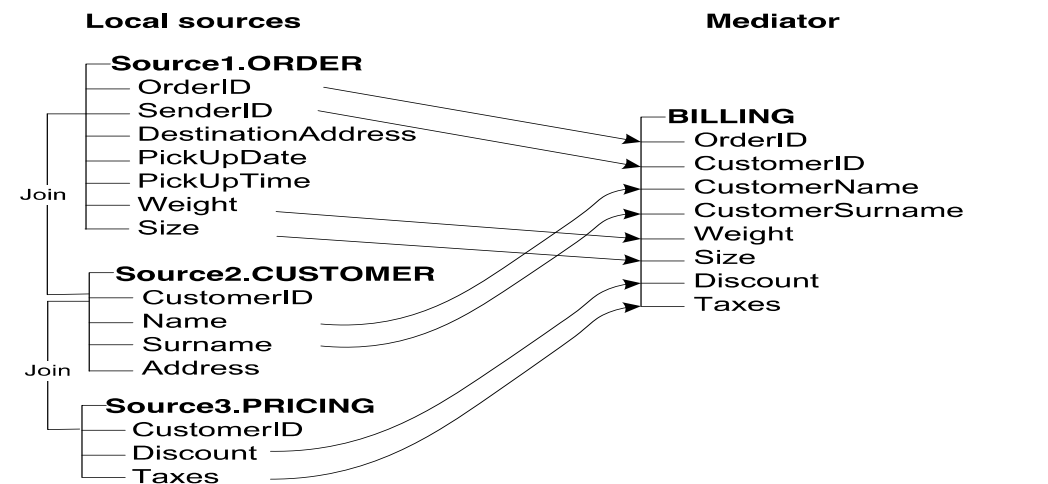 Local sources
Mediator
Source1.ORDER
OrderID
SenderID
DestinationAddress
PickUpDate
PickUpTime
Weight
Size
Join
Source2.CUSTOMER
CustomerID
Name
Surname
Address
Join
Source3.PRICING
CustomerID
Discount
Taxes
BILLING
OrderID
CustomerID
CustomerName
CustomerSurname
Weight
Size
Discount
Taxes